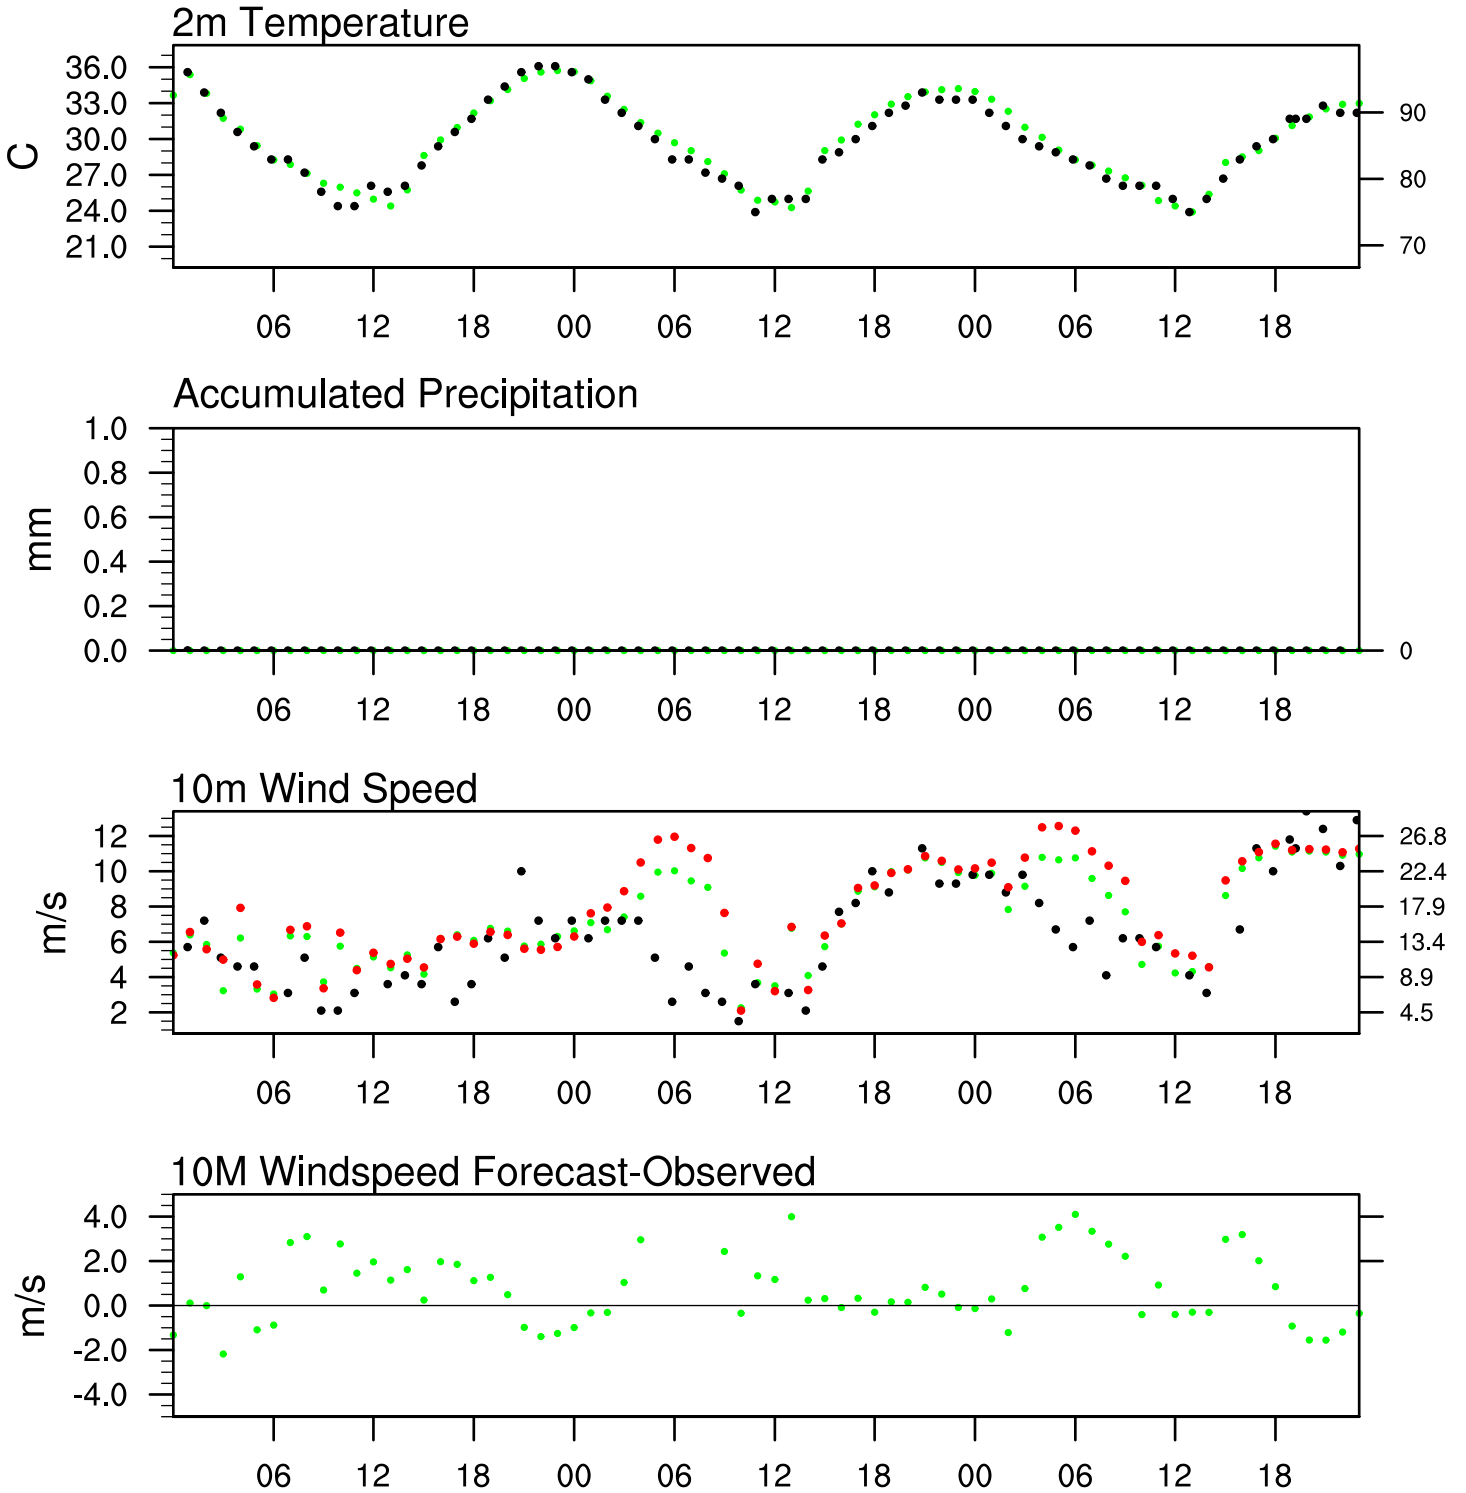 2m Temperature
36.0
33.0
30.0
27.0
24.0
21.0
C
90
80
70
06 12 18 00 06 12 18 00 06 12 18
Accumulated Precipitation
1.0
0.8
0.6
0.4
0.2
0.0
mm
0
06 12 18 00 06 12 18 00 06 12 18
10m Wind Speed
12
10
8
6
4
2
m/s
26.8
22.4
17.9
13.4
8.9
4.5
06 12 18 00 06 12 18 00 06 12 18
10M Windspeed Forecast-Observed
4.0
2.0
0.0
-2.0
-4.0
m/s
06 12 18 00 06 12 18 00 06 12 18